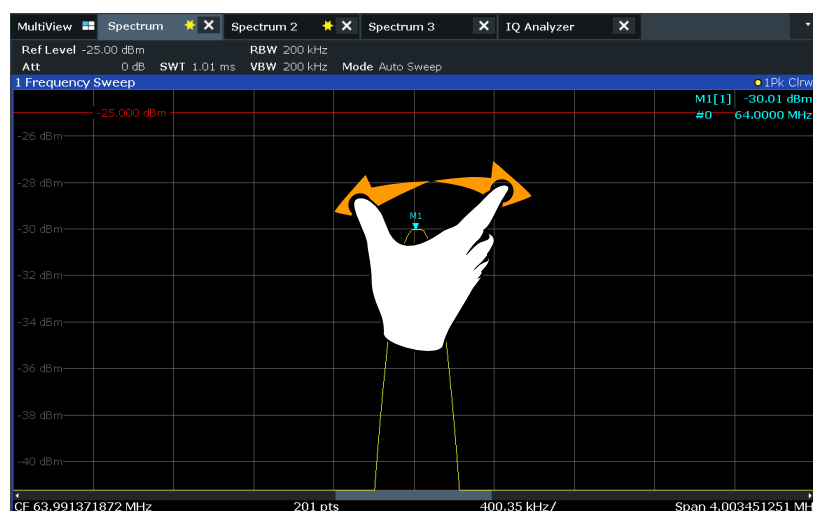 MultiView Spectrum Spectrum 2 Spectrum 3 IQ Analyzer
Ref Level -25.00 dBm RBW 200 kHz
Att 0 dB SWT 1.01 ms VBW 200 kHz Mode Auto Sweep
1 Frequency Sweep 1Pk Clrw
M1[1] -30.01 dBm
#0 64.0000 MHz
-25.000 dBm
-26 dBm
-28 dBm
M1
-30 dBm
-32 dBm
-34 dBm
-36 dBm
-38 dBm
-40 dBm
CF 63.991371872 MHz 201 pts 400.35 kHz/ Span 4.003451251 MH